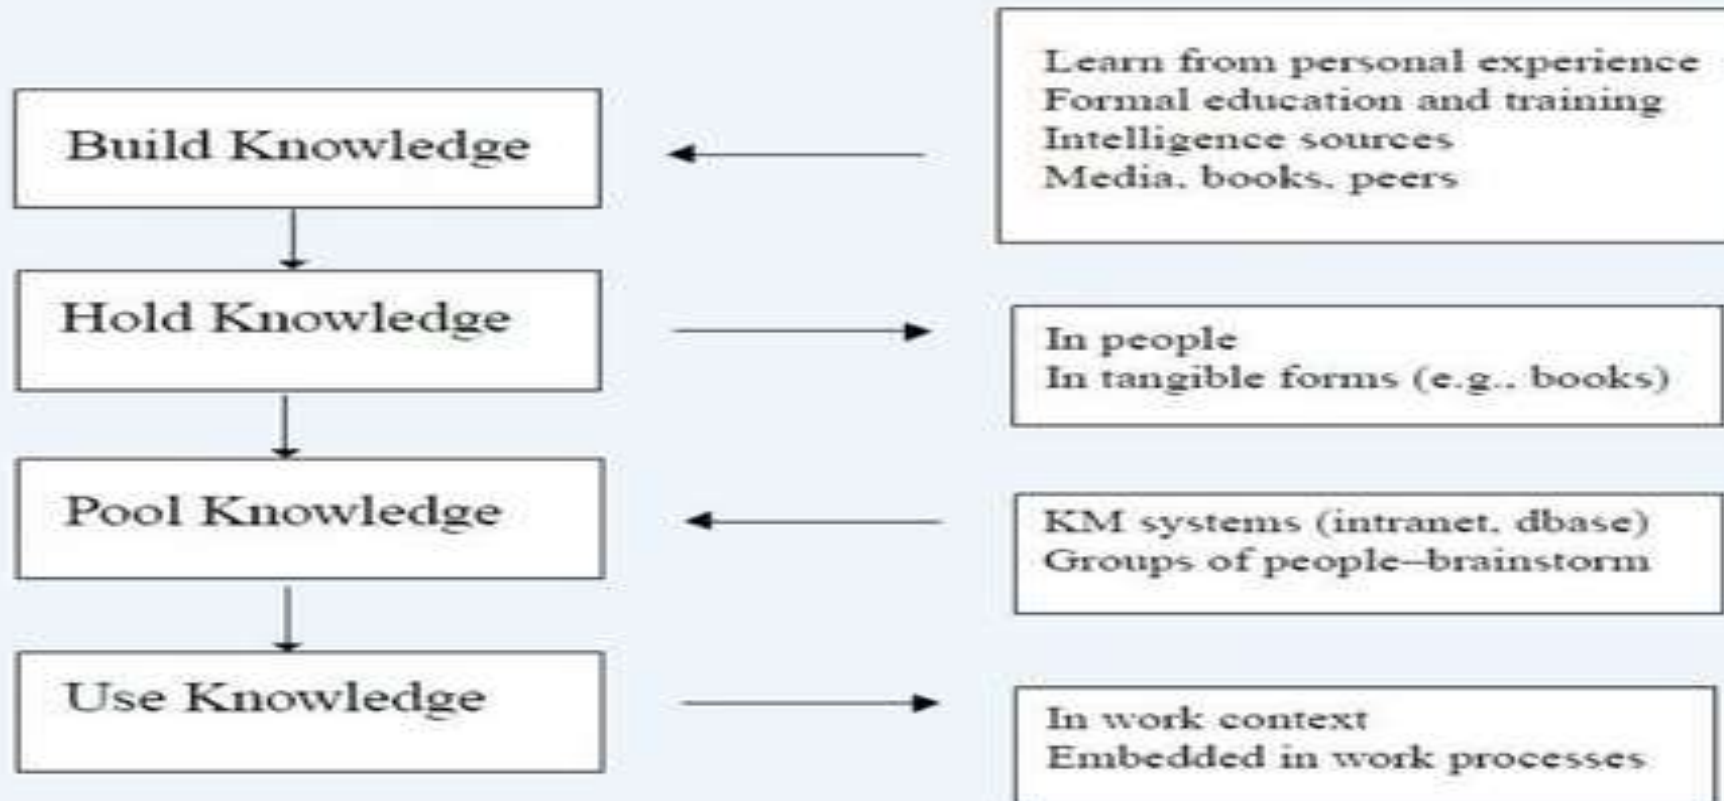 Build Knowledge
Learn from personal experience
Formal education and training
Intelligence sources
Media, books, peers
Hold Knowledge
In people
In tangible forms (e.g., books)
Pool Knowledge
KM systems (intranet, dbase)
Groups of people–brainstorm
Use Knowledge
In work context
Embedded in work processes